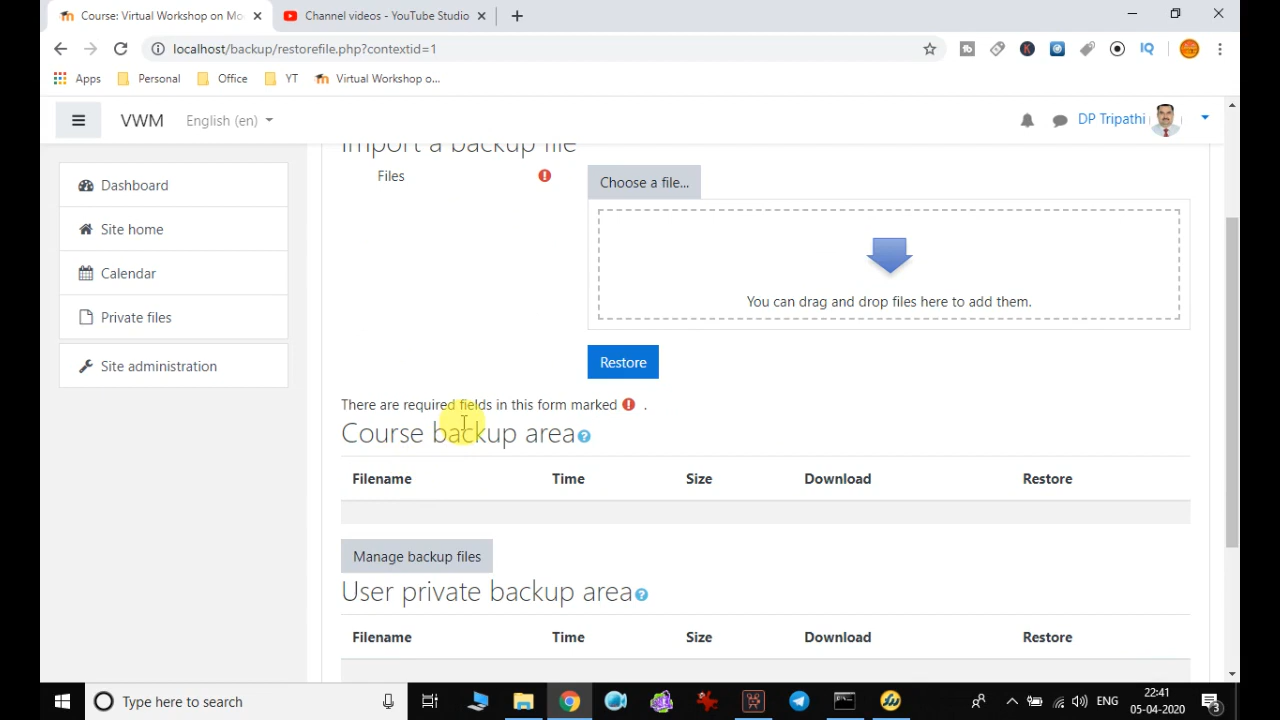 Course: Virtual Workshop on Mo
Channel videos - YouTube Studio
localhost/backup/restorefile.php?contextid=1
Apps
Personal
Office
YT
Virtual Workshop o...
VWM
English (en)
DP Tripathi
Dashboard
Site home
Calendar
Private files
Site administration
Import a backup file
Files
Choose a file...
You can drag and drop files here to add them.
Restore
There are required fields in this form marked .
Course backup area
Filename Time Size Download Restore
Manage backup files
User private backup area
Filename Time Size Download Restore
Type here to search
ENG
22:41
05-04-2020
3